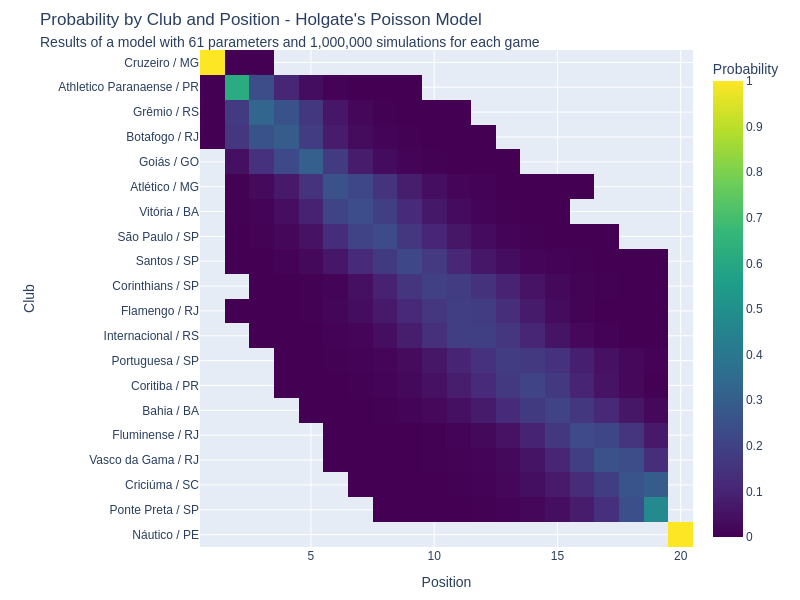 Probability by Club and Position - Holgate's Poisson Model
Results of a model with 61 parameters and 1,000,000 simulations for each game
Probability
Club
Cruzeiro / MG
Athletico Paranaense / PR
Grêmio / RS
Botafogo / RJ
Goiás / GO
Atlético / MG
Vitória / BA
São Paulo / SP
Santos / SP
Corinthians / SP
Flamengo / RJ
Internacional / RS
Portuguesa / SP
Coritiba / PR
Bahia / BA
Fluminense / RJ
Vasco da Gama / RJ
Criciúma / SC
Ponte Preta / SP
Náutico / PE
5
10
15
20
Position
1
0.9
0.8
0.7
0.6
0.5
0.4
0.3
0.2
0.1
0